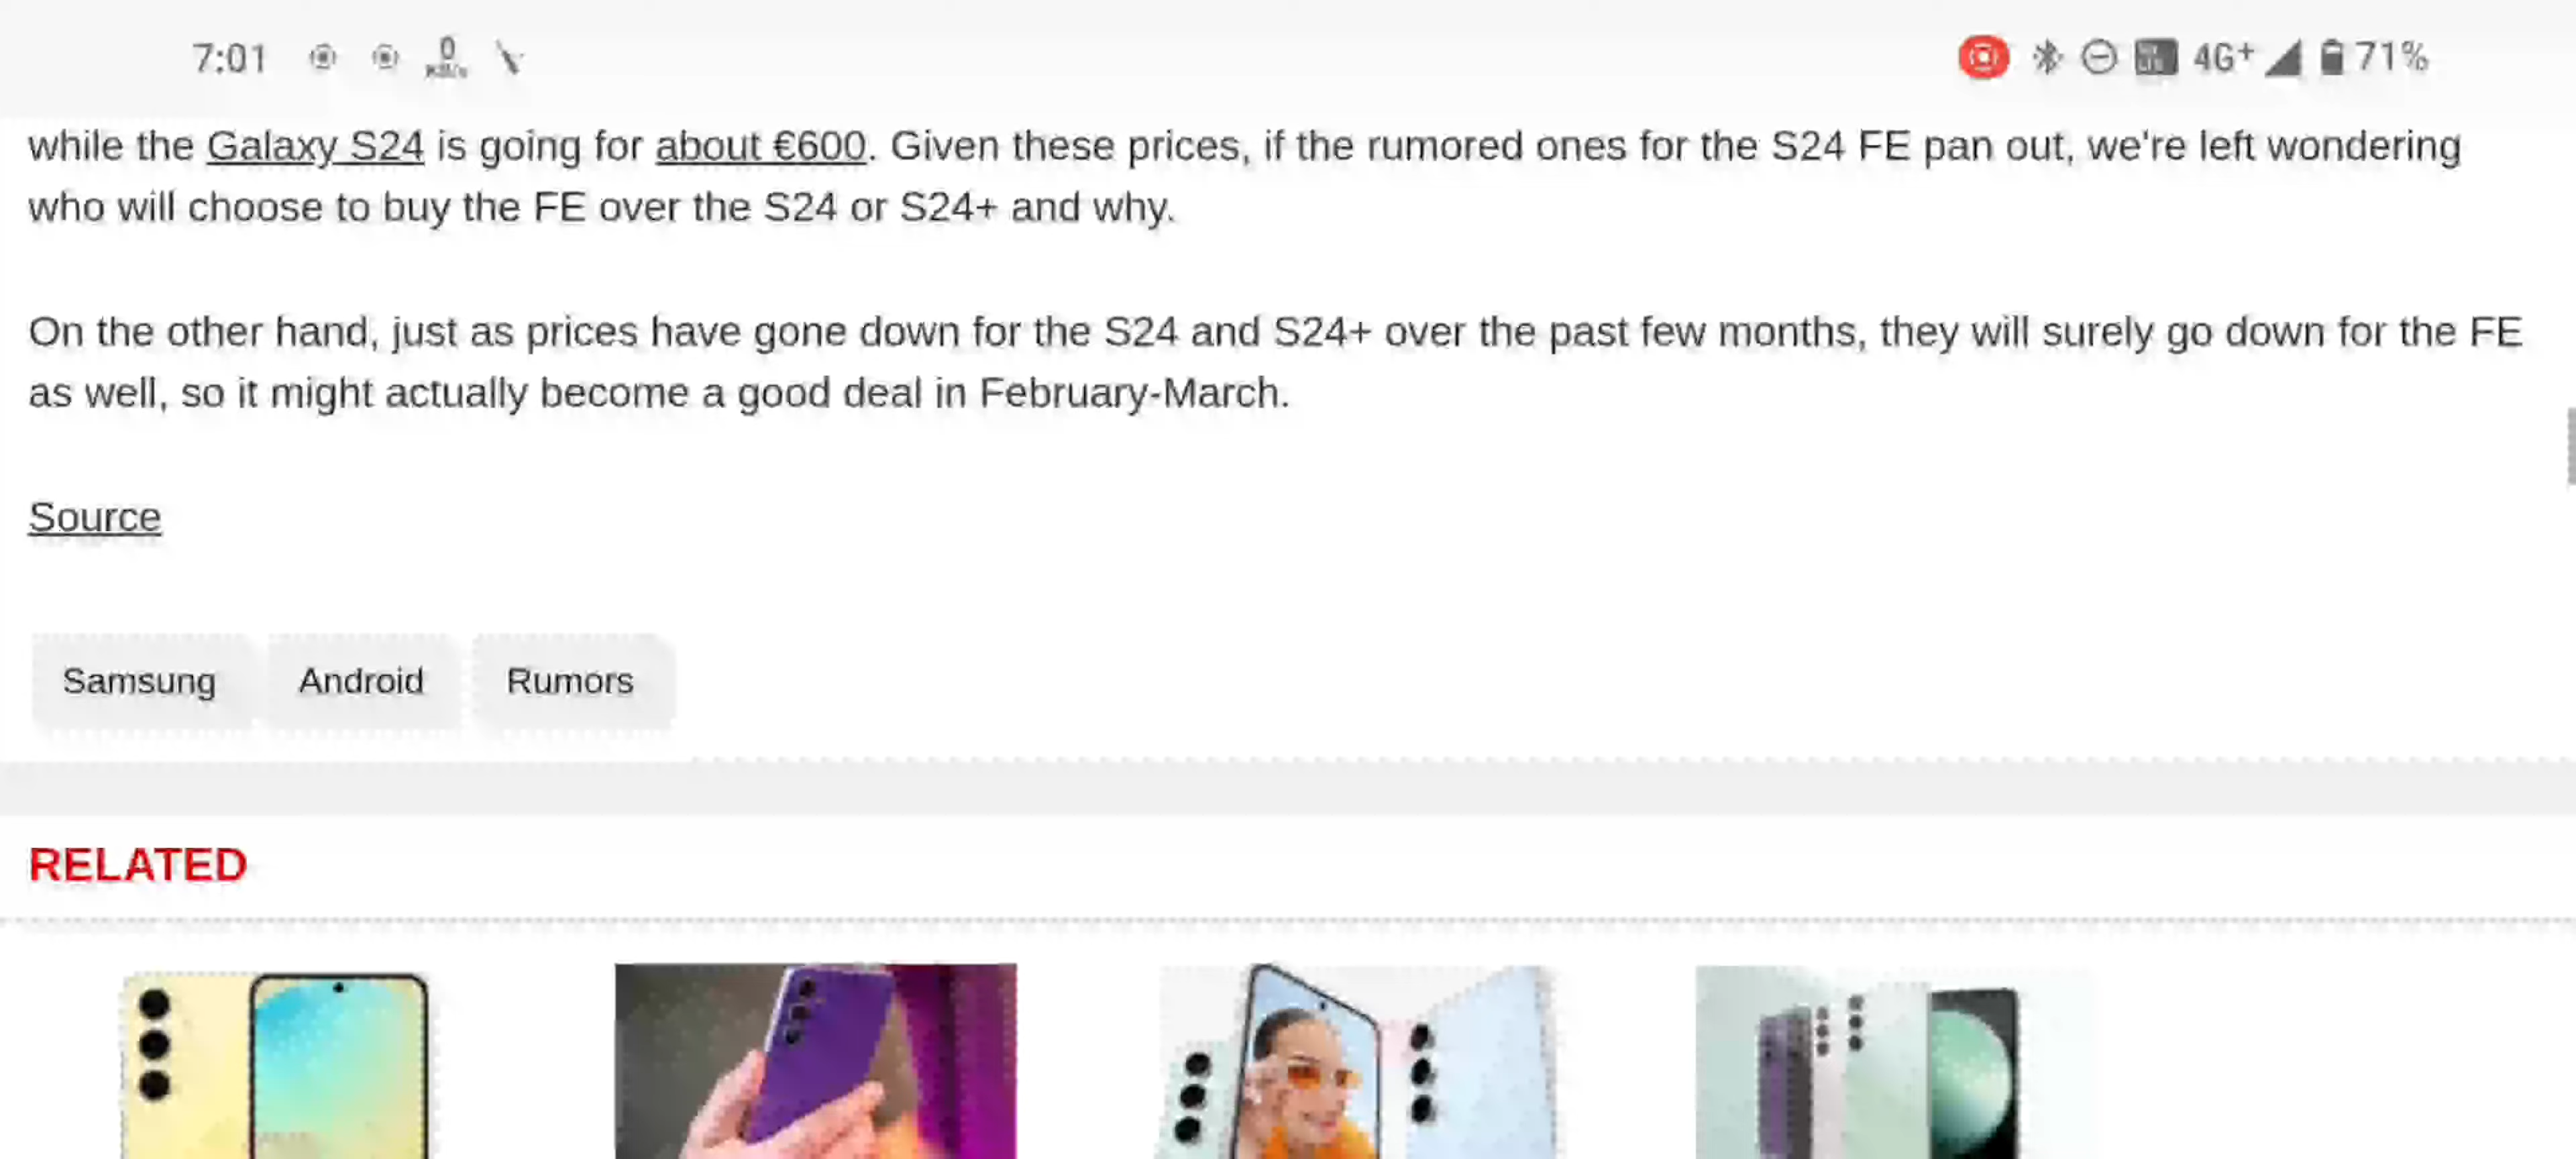 7:01 0 KB/s 4G+ 71%
while the Galaxy S24 is going for about €600. Given these prices, if the rumored ones for the S24 FE pan out, we're left wondering
who will choose to buy the FE over the S24 or S24+ and why.
On the other hand, just as prices have gone down for the S24 and S24+ over the past few months, they will surely go down for the FE
as well, so it might actually become a good deal in February-March.
Source
Samsung Android Rumors
RELATED